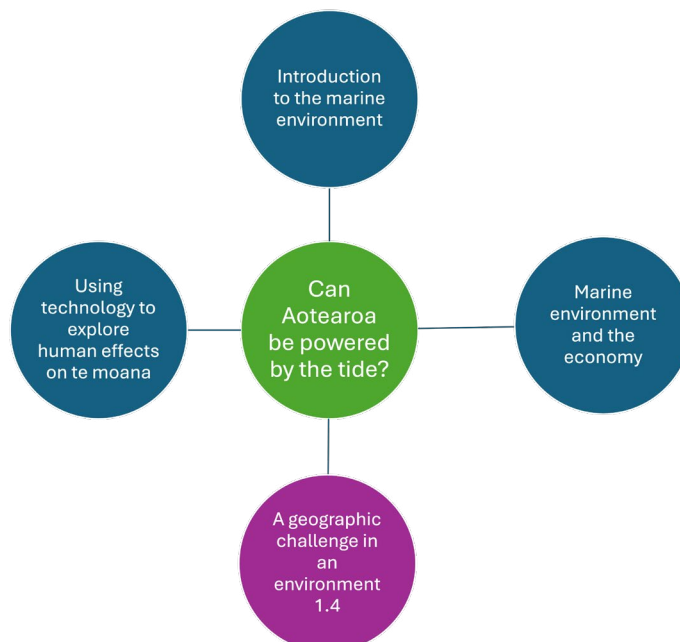 Introduction
to the marine
environment
Using
technology to
explore
human effects
on te moana
Can
Aotearoa
be powered
by the tide?
Marine
environment
and the
economy
A geographic
challenge in
an
environment
1.4